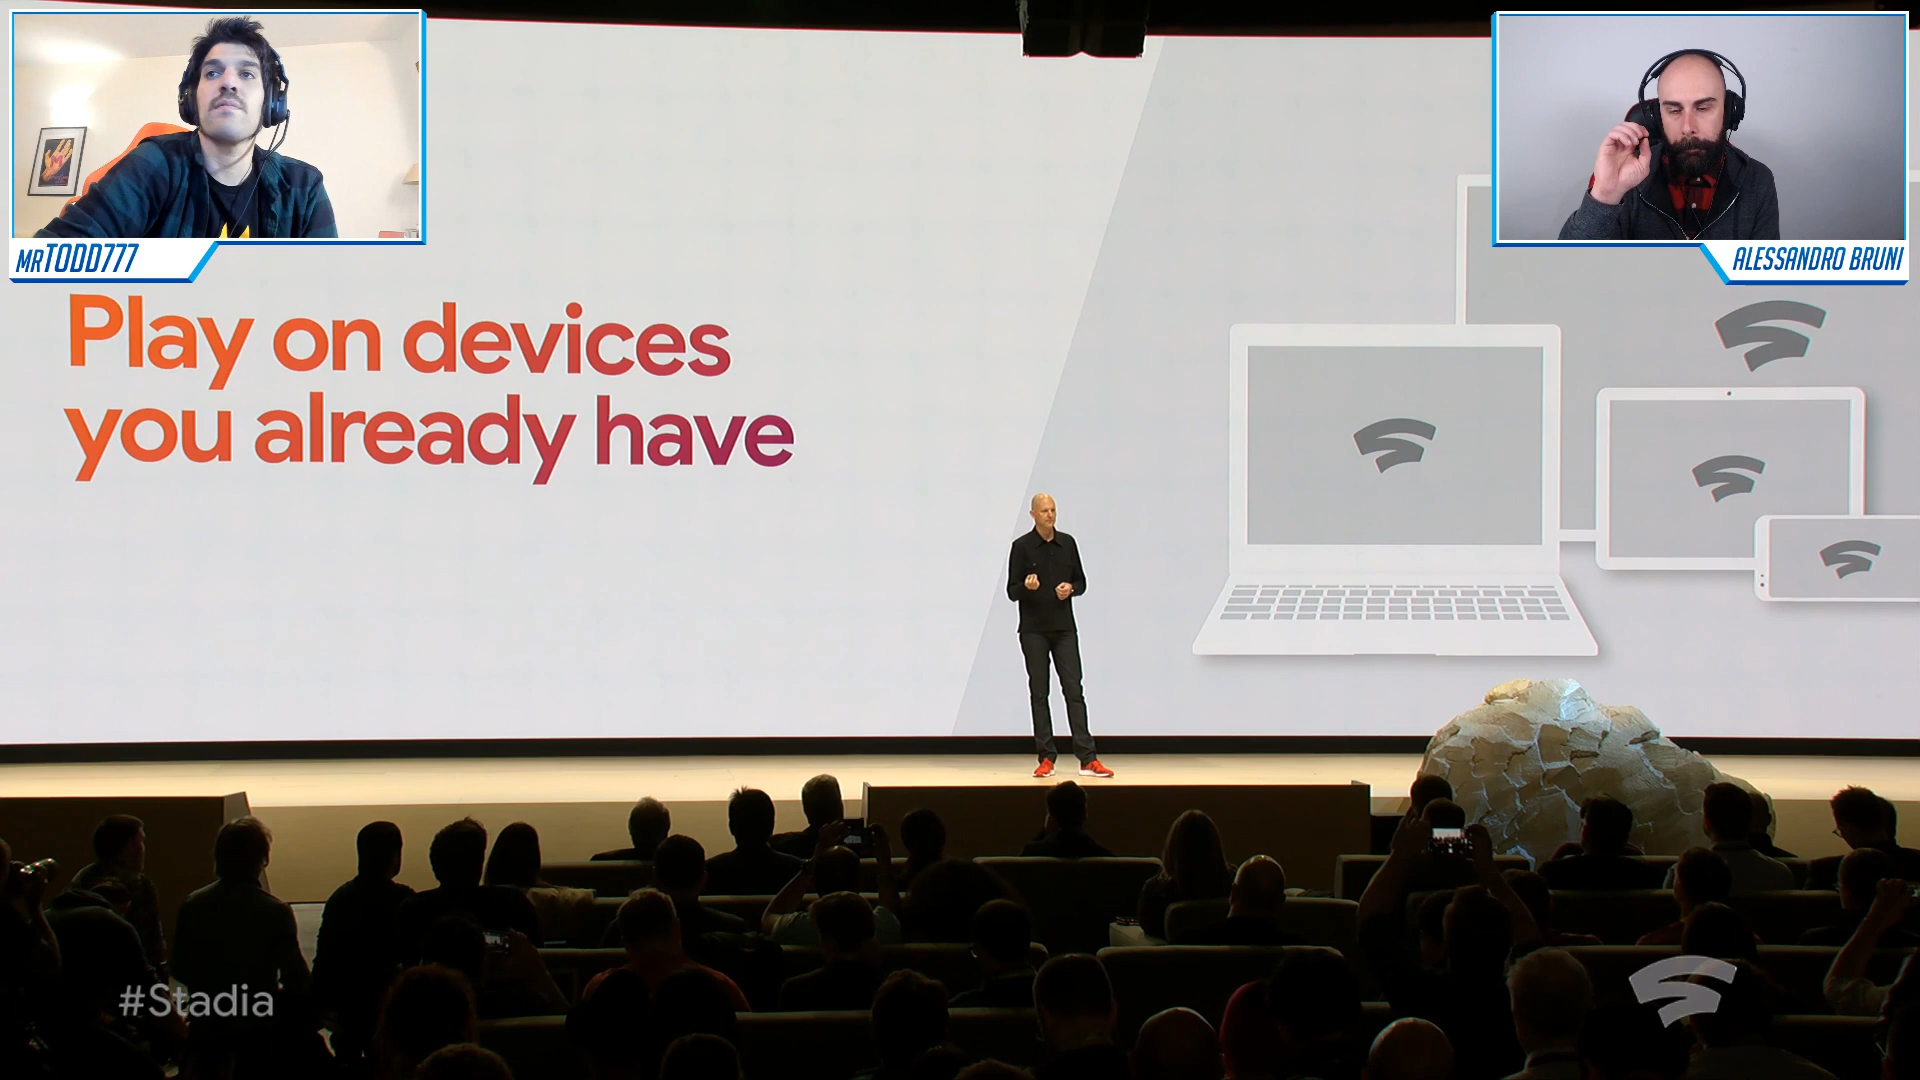 MRTODD777
ALESSANDRO BRUNI
Play on devices
you already have
#Stadia